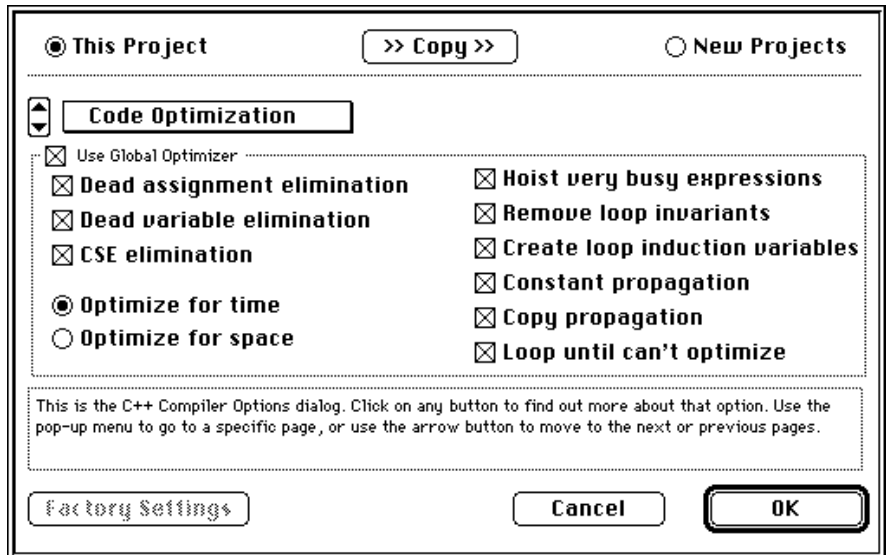 This Project
>> Copy >>
New Projects
Code Optimization
Use Global Optimizer
Dead assignment elimination
Dead variable elimination
CSE elimination
Optimize for time
Optimize for space
Hoist very busy expressions
Remove loop invariants
Create loop induction variables
Constant propagation
Copy propagation
Loop until can't optimize
This is the C++ Compiler Options dialog. Click on any button to find out more about that option. Use the
pop-up menu to go to a specific page, or use the arrow button to move to the next or previous pages.
Factory Settings
Cancel
OK